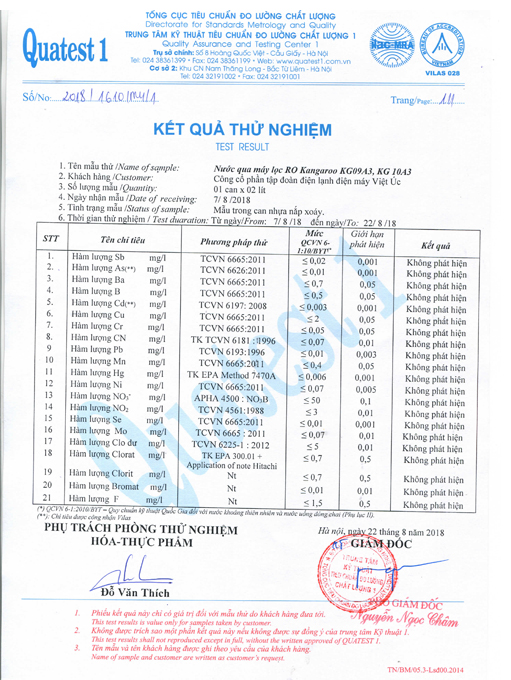 TỔNG CỤC TIÊU CHUẨN ĐO LƯỜNG CHẤT LƯỢNG
Directorate for Standards Metrology and Quality
TRUNG TÂM KỸ THUẬT TIÊU CHUẨN ĐO LƯỜNG CHẤT LƯỢNG 1
Quality Assurance and Testing Center 1
Trụ sở chính: Số 8 Hoàng Quốc Việt - Cầu Giấy - Hà Nội
Tel: 024 38361399 • Fax: 024 38361199 • Web: www.quatest1.com.vn
Cơ sở 2: Khu CN Nam Thăng Long - Bắc Từ Liêm - Hà Nội
Tel: 024 32191002 • Fax: 024 32191001
Quatest 1
ilac-MRA
BUREAU OF ACCREDITATION
VIETNAM
VILAS 028
Số/No: 2018/1610/TN1
Trang/Page: 1/1
KẾT QUẢ THỬ NGHIỆM
TEST RESULT
1. Tên mẫu thử /Name of sample: Nước qua máy lọc RO Kangaroo KG09A3, KG 10A3
2. Khách hàng /Customer: Công cổ phần tập đoàn điện lạnh điện máy Việt Úc
3. Số lượng mẫu /Quantity: 01 can x 02 lít
4. Ngày nhận mẫu /Date of receiving: 7/ 8 /2018
5. Tình trạng mẫu /Status of sample: Mẫu trong can nhựa nắp xoáy.
6. Thời gian thử nghiệm / Test duaration: Từ ngày/From: 7/ 8/18 đến ngày/To: 22/ 8 /18
STT Tên chỉ tiêu Phương pháp thử Mức QCVN 6-1:10/BYT(*) Giới hạn phát hiện Kết quả
1. Hàm lượng Sb mg/l TCVN 6665:2011 ≤ 0,02 0,001 Không phát hiện
2. Hàm lượng As(**) mg/l TCVN 6626:2011 ≤ 0,01 0,001 Không phát hiện
3. Hàm lượng Ba mg/l TCVN 6665:2011 ≤ 0,7 0,05 Không phát hiện
4. Hàm lượng B mg/l TCVN 6665:2011 ≤ 0,5 0,05 Không phát hiện
5. Hàm lượng Cd(**) mg/l TCVN 6197: 2008 ≤ 0,003 0,001 Không phát hiện
6. Hàm lượng Cu mg/l TCVN 6665:2011 ≤ 2 0,05 Không phát hiện
7. Hàm lượng Cr mg/l TCVN 6665:2011 ≤ 0,05 0,05 Không phát hiện
8. Hàm lượng CN mg/l TK TCVN 6181 :1996 ≤ 0,07 0,01 Không phát hiện
9 Hàm lượng Pb mg/l TCVN 6193:1996 ≤ 0,01 0,003 Không phát hiện
10 Hàm lượng Mn mg/l TCVN 6665:2011 ≤ 0,4 0,05 Không phát hiện
11 Hàm lượng Hg mg/l TK EPA Method 7470A ≤ 0,006 0,001 Không phát hiện
12 Hàm lượng Ni mg/l TCVN 6665:2011 ≤ 0,07 0,005 Không phát hiện
13 Hàm lượng NO3⁻ mg/l APHA 4500 : NO3B ≤ 50 0,1 Không phát hiện
14 Hàm lượng NO2 mg/l TCVN 4561:1988 ≤ 3 0,01 Không phát hiện
15 Hàm lượng Se mg/l TCVN 6665:2011 ≤ 0,01 0,001 Không phát hiện
16 Hàm lượng Mo mg/l TCVN 6665 : 2011 ≤ 0,07 0,01 Không phát hiện
17 Hàm lượng Clo dư mg/l TCVN 6225-1 : 2012 ≤ 5 0,01 Không phát hiện
18 Hàm lượng Clorat mg/l TK EPA 300.01 + Application of note Hitachi ≤ 0,7 0,5 Không phát hiện
19 Hàm lượng Clorit mg/l Nt ≤ 0,7 0,5 Không phát hiện
20 Hàm lượng Bromat mg/l Nt ≤ 0,01 0,01 Không phát hiện
21 Hàm lượng F mg/l Nt ≤ 1,5 0,5 Không phát hiện
Quatest 1
(*) QCVN 6-1:2010/BYT – Quy chuẩn kỹ thuật Quốc Gia đối với nước khoáng thiên nhiên và nước uống đóng chai (Phụ lục II).
(**): Chỉ tiêu được công nhận Vilas
PHỤ TRÁCH PHÒNG THỬ NGHIỆM
HÓA-THỰC PHẨM
Hà nội, ngày 22 tháng 8 năm 2018
GIÁM ĐỐC
TRUNG TÂM
KỸ THUẬT
TIÊU CHUẨN ĐO LƯỜNG
CHẤT LƯỢNG 1
Đỗ Văn Thích
PHÓ GIÁM ĐỐC
Nguyễn Ngọc Châm
1. Phiếu kết quả này chỉ có giá trị đối với mẫu thử do khách hàng đưa tới.
This test results is value only for samples taken by customer.
2. Không được trích sao một phần kết quả này nếu không được sự đồng ý của trung tâm Kỹ thuật 1.
This test results shall not reproduced except in full, without the written approved of QUATEST 1.
3. Tên mẫu và tên khách hàng được ghi theo yêu cầu của khách hàng.
Name of sample and customer are written as customer's request.
TN/BM/05.3-Lsd00.2014